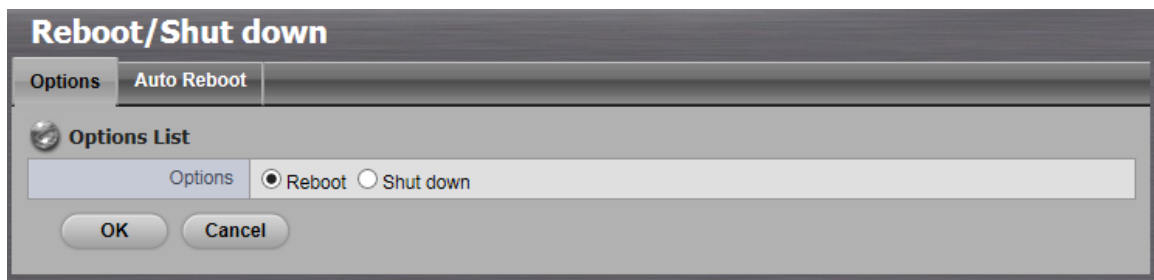 Reboot/Shut down
Options Auto Reboot
Options List
Options Reboot Shut down
OK Cancel